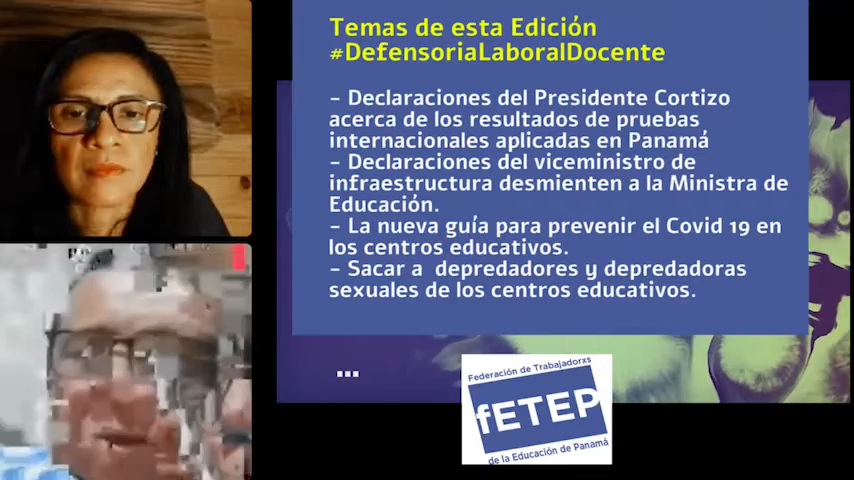 Temas de esta Edición
#DefensoriaLaboralDocente
- Declaraciones del Presidente Cortizo
acerca de los resultados de pruebas
internacionales aplicadas en Panamá
- Declaraciones del viceministro de
infraestructura desmienten a la Ministra de
Educación.
- La nueva guía para prevenir el Covid 19 en
los centros educativos.
- Sacar a  depredadores y depredadoras
sexuales de los centros educativos.
...
Federación de Trabajadorxs
fETEP
de la Educación de Panamá